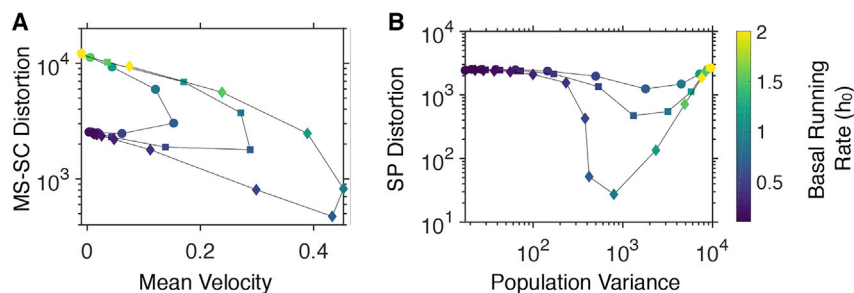 A
MS-SC Distortion
10^4
10^3
0
0.2
0.4
Mean Velocity
B
SP Distortion
10^4
10^3
10^2
10^1
10^2
10^3
10^4
Population Variance
2
1.5
1
0.5
Basal Running
Rate (h₀)